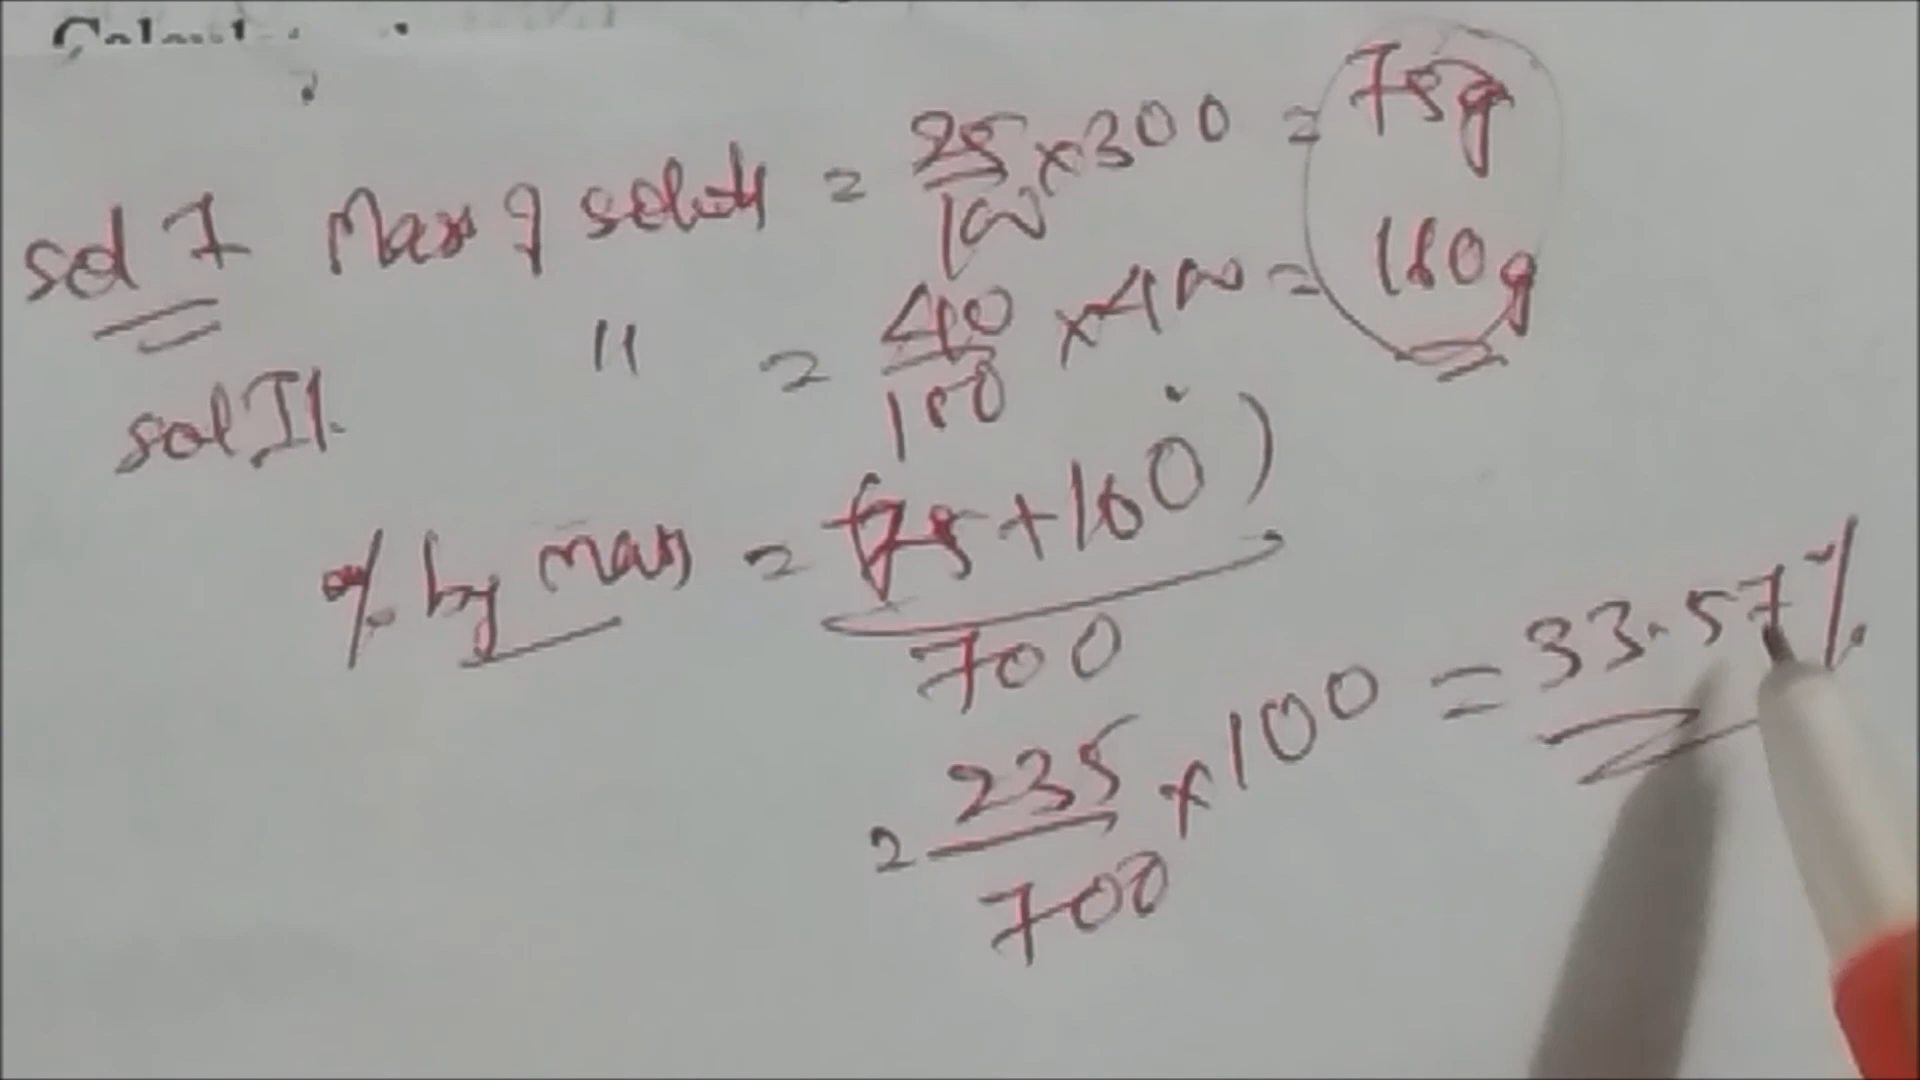 sol I Mass of solute = 25/100 x 300 = 75g
sol II. " = 40/100 x 400 = 160g
% by mass = (75+160)/700
= 235/700 x 100 = 33.57%